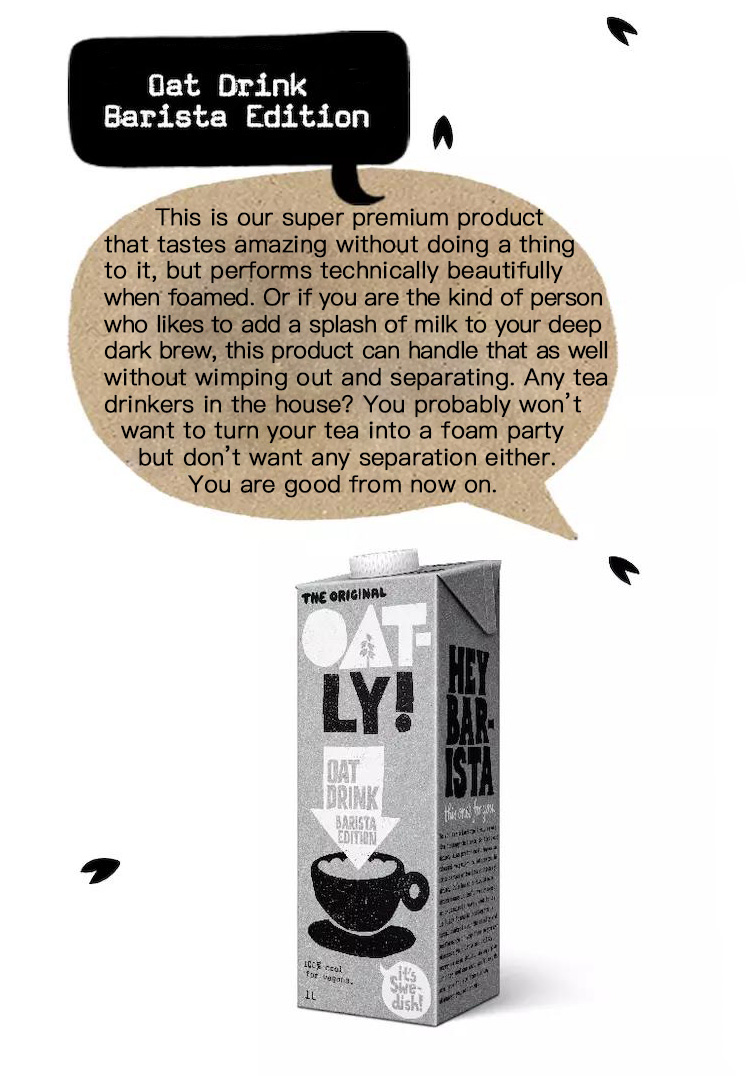 Oat Drink
Barista Edition
This is our super premium product
that tastes amazing without doing a thing
to it, but performs technically beautifully
when foamed. Or if you are the kind of person
who likes to add a splash of milk to your deep
dark brew, this product can handle that as well
without wimping out and separating. Any tea
drinkers in the house? You probably won't
want to turn your tea into a foam party
but don't want any separation either.
You are good from now on.
THE ORIGINAL
OAT-
LY!
HEY
BAR-
ISTA
this one's for you.
OAT
DRINK
BARISTA
EDITION
100% cool
for vegans.
1L
it's
Swe-
dish!